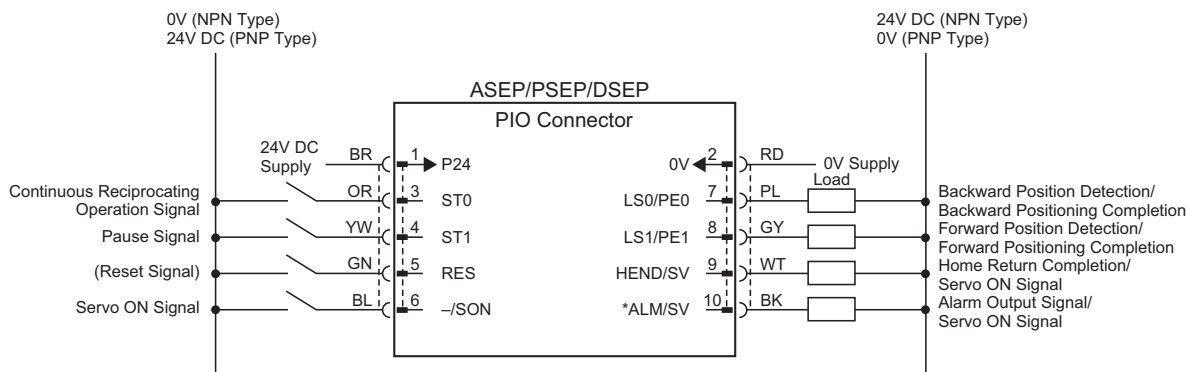 0V (NPN Type)
24V DC (PNP Type)
24V DC (NPN Type)
0V (PNP Type)
ASEP/PSEP/DSEP
PIO Connector
24V DC
Supply
BR
1
P24
0V
2
RD
0V Supply
Continuous Reciprocating
Operation Signal
OR
3
ST0
LS0/PE0
7
PL
Load
Backward Position Detection/
Backward Positioning Completion
Pause Signal
YW
4
ST1
LS1/PE1
8
GY
Forward Position Detection/
Forward Positioning Completion
(Reset Signal)
GN
5
RES
HEND/SV
9
WT
Home Return Completion/
Servo ON Signal
Servo ON Signal
BL
6
–/SON
*ALM/SV
10
BK
Alarm Output Signal/
Servo ON Signal